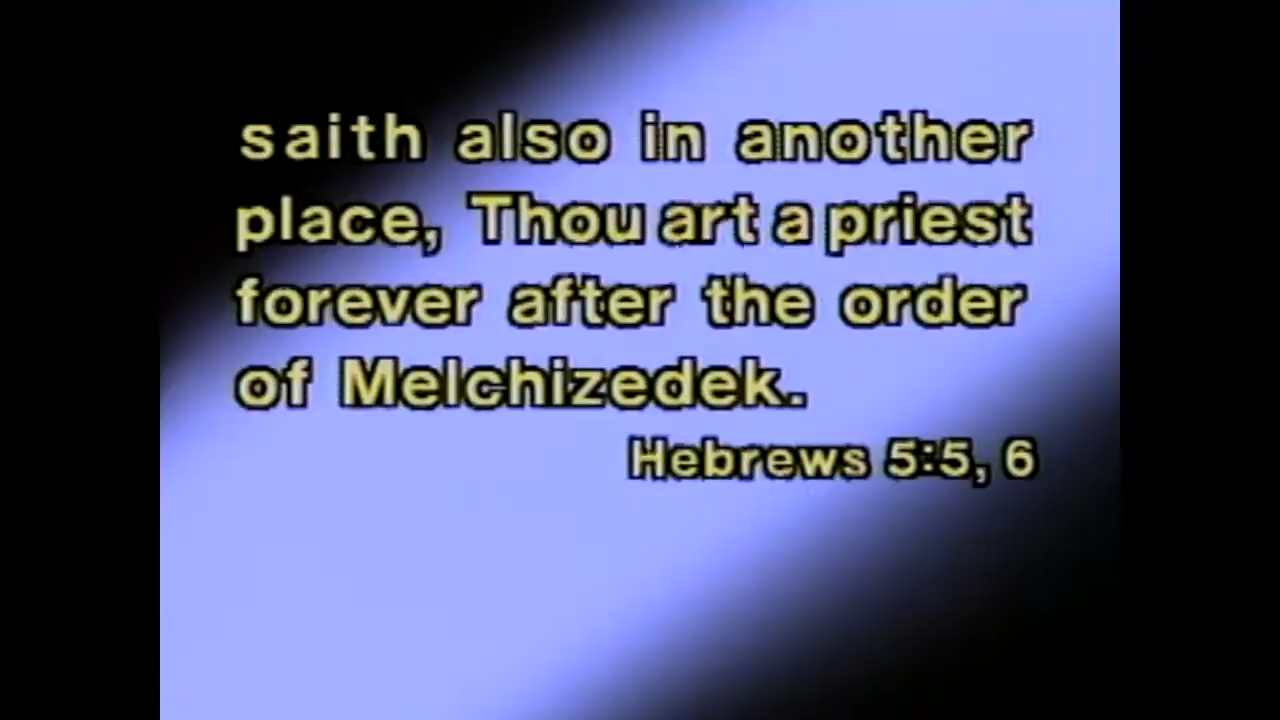 saith also in another
place, Thou art a priest
forever after the order
of Melchizedek.
Hebrews 5:5, 6